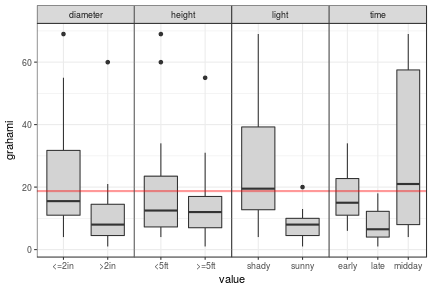 diameter height light time
60
40
20
0
grahami
<=2in >2in <5ft >=5ft shady sunny early late midday
value